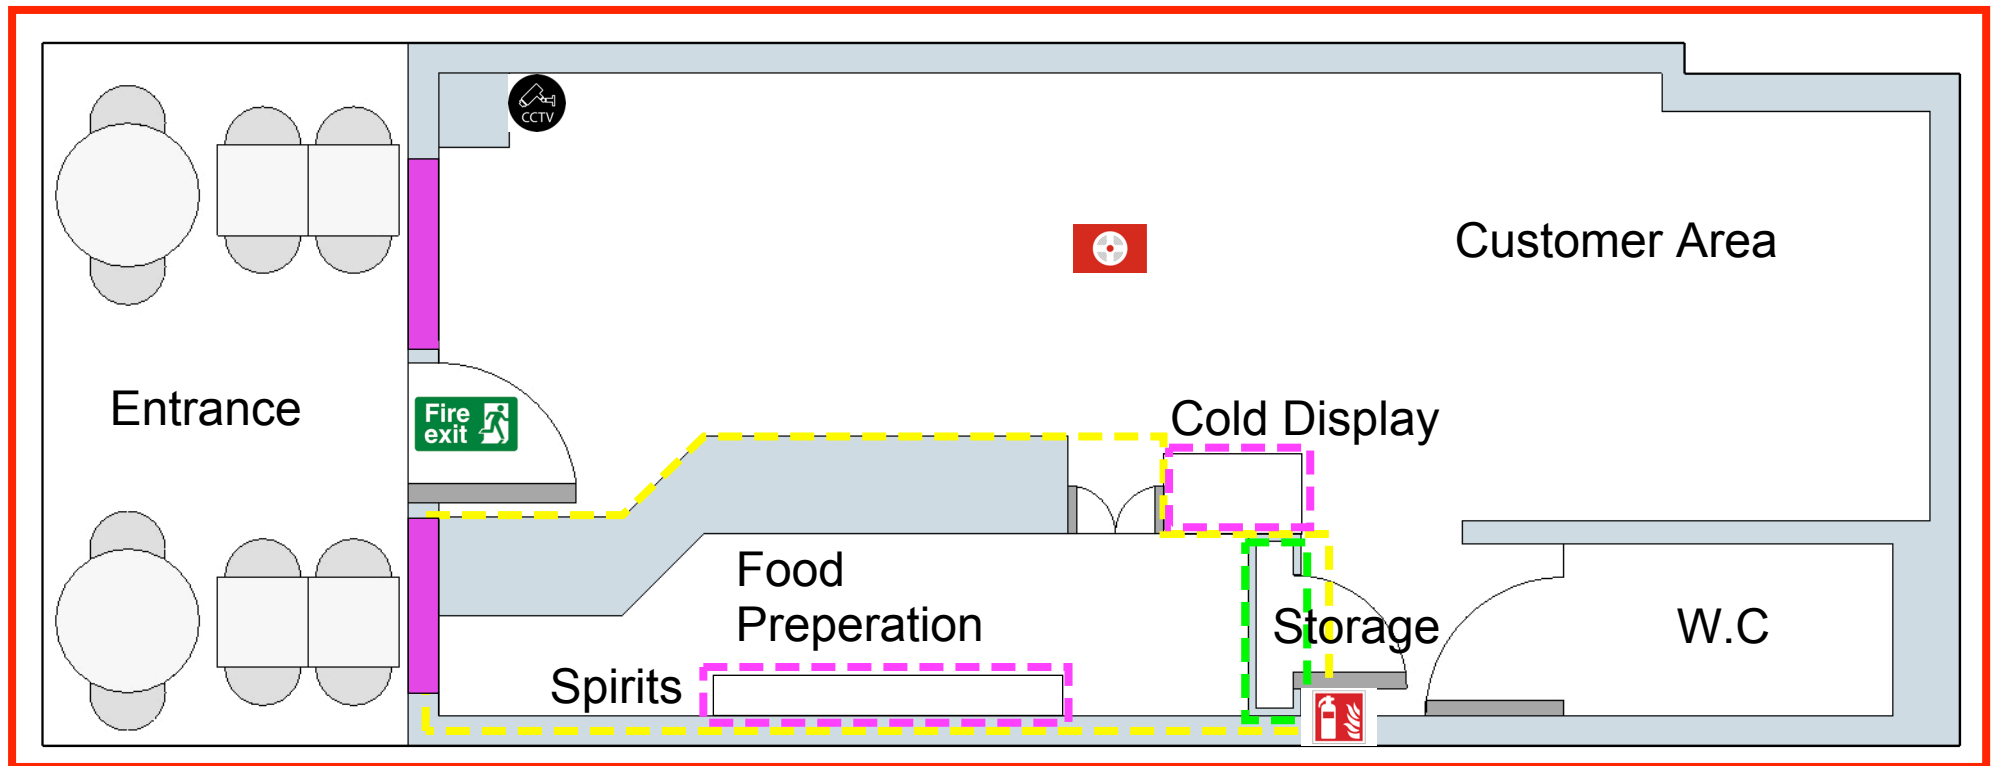 CCTV
Customer Area
Entrance
Fire
exit
Cold Display
Food
Preperation
Storage
W.C
Spirits